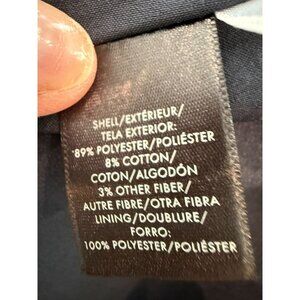 SHELL/EXTÉRIEUR/
TELA EXTERIOR:
89% POLYESTER/POLIÉSTER
8% COTTON/
COTON/ALGODÓN
3% OTHER FIBER/
AUTRE FIBRE/OTRA FIBRA
LINING/DOUBLURE/
FORRO:
100% POLYESTER/POLIÉSTER